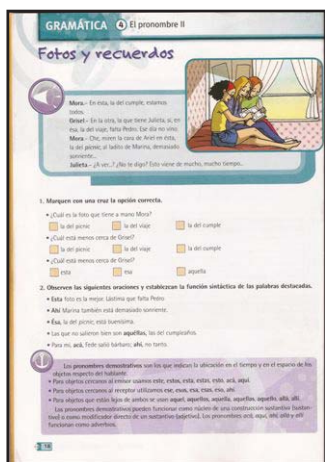 GRAMÁTICA 4 El pronombre II
Fotos y recuerdos
Mora.- En ésta, la del cumple, estamos
todos.
Grisel.- En la otra, la que tiene Julieta, sí, en
ésa, la del viaje, falta Pedro. Ese día no vino.
Mora.- Che, miren la cara de Ariel en ésta,
la del picnic, al ladito de Marina, demasiado
sonriente...
Julieta.- ¿A ver...? ¿No te digo? Esto viene de mucho, mucho tiempo...
1. Marquen con una cruz la opción correcta.
• ¿Cuál es la foto que tiene a mano Mora?
la del picnic la del viaje la del cumple
• ¿Cuál está menos cerca de Grisel?
la del picnic la del viaje la del cumple
• ¿Cuál está menos cerca de Grisel?
esta esa aquella
2. Observen las siguientes oraciones y establezcan la función sintáctica de las palabras destacadas.
• Esta foto es la mejor. Lástima que falta Pedro.
• Ahí Marina también está demasiado sonriente.
• Ésa, la del picnic, está buenísima.
• Las que no salieron bien son aquéllas, las del cumpleaños.
• Para mí, acá, Fede salió bárbaro; ahí, no tanto.
Los pronombres demostrativos son los que indican la ubicación en el tiempo y en el espacio de los
objetos respecto del hablante.
• Para objetos cercanos al emisor usamos este, estos, esta, estas, esto, acá, aquí.
• Para objetos cercanos al receptor utilizamos ese, esos, esa, esas, eso, ahí.
• Para objetos que están lejos de ambos se usan aquel, aquellos, aquella, aquellas, aquello, allá, allí.
Los pronombres demostrativos pueden funcionar como núcleo de una construcción sustantiva (sustan-
tivo) o como modificador directo de un sustantivo (adjetivo). Los pronombres acá, aquí, ahí, allá y allí
funcionan como adverbios.